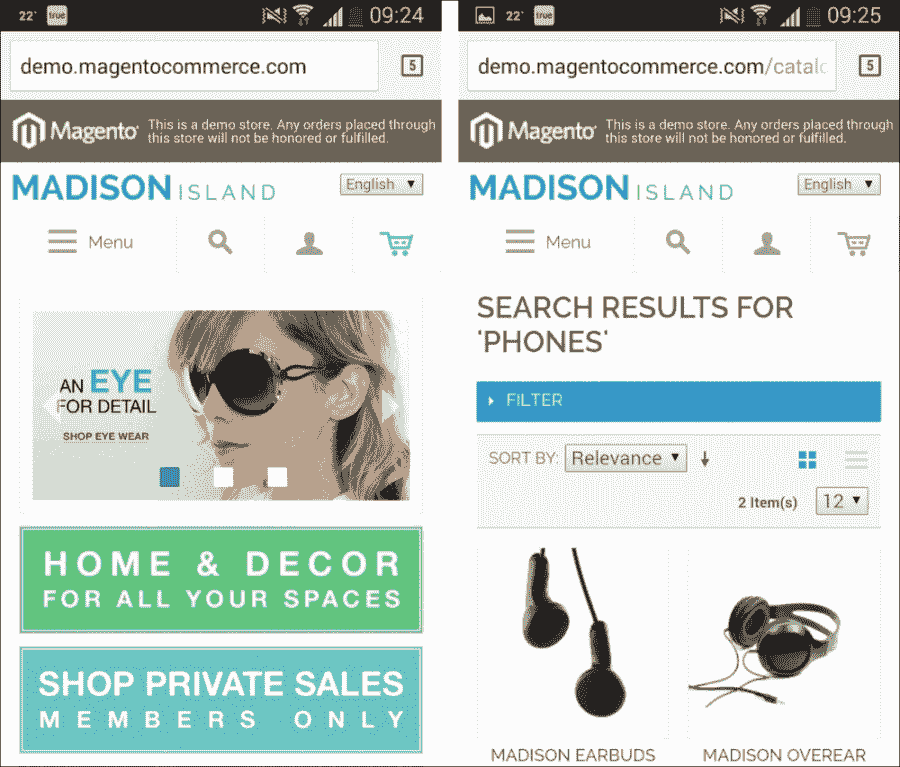 22°
true
09:24
demo.magentocommerce.com
5
Magento
This is a demo store. Any orders placed through
this store will not be honored or fulfilled.
MADISON ISLAND
English
Menu
AN EYE
FOR DETAIL
SHOP EYE WEAR
HOME & DECOR
FOR ALL YOUR SPACES
SHOP PRIVATE SALES
MEMBERS ONLY
22°
true
09:25
demo.magentocommerce.com/catalo
5
Magento
This is a demo store. Any orders placed through
this store will not be honored or fulfilled.
MADISON ISLAND
English
Menu
SEARCH RESULTS FOR
'PHONES'
FILTER
SORT BY: Relevance
2 Item(s) 12
MADISON EARBUDS
MADISON OVEREAR